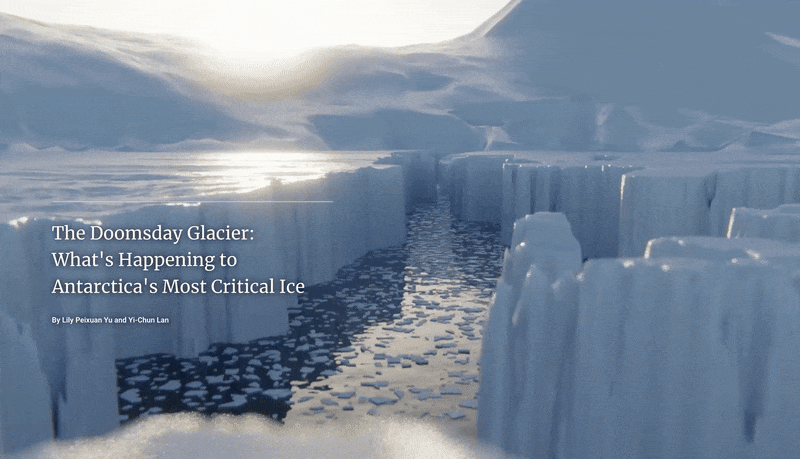 The Doomsday Glacier:
What's Happening to
Antarctica's Most Critical Ice
By Lily Peixuan Yu and Yi-Chun Lan